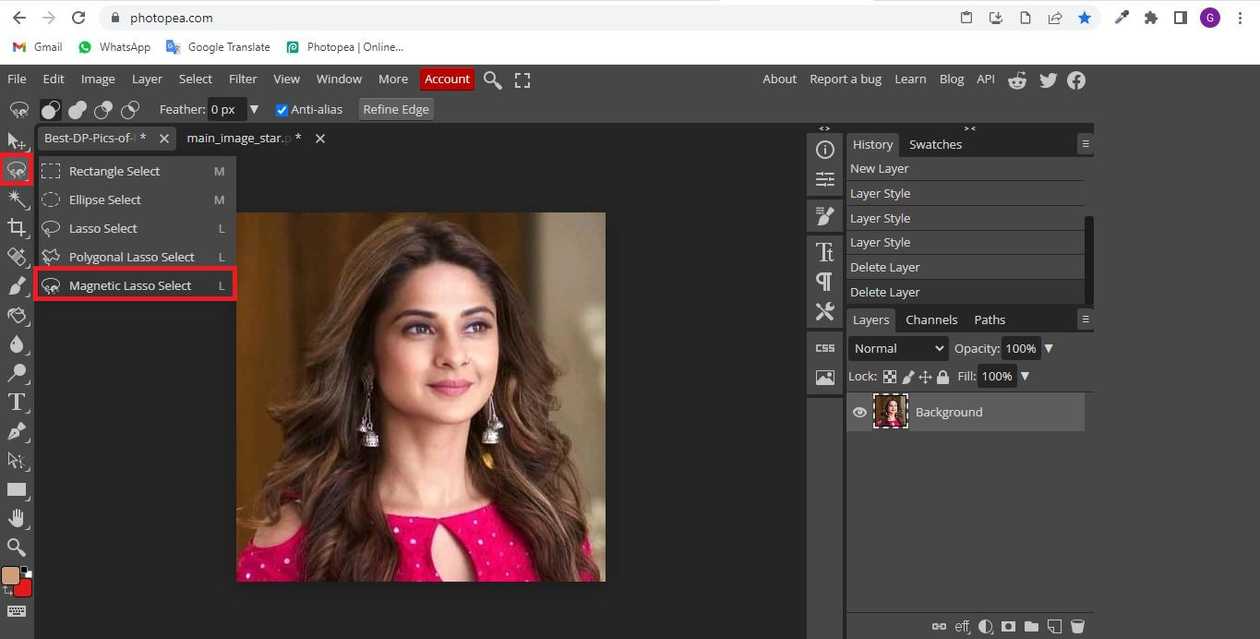 photopea.com
G
Gmail WhatsApp Google Translate Photopea | Online...
File Edit Image Layer Select Filter View Window More Account About Report a bug Learn Blog API
Feather: 0 px Anti-alias Refine Edge
Best-DP-Pics-of- * main_image_star.p *
< > > <
History Swatches
Rectangle Select M
Ellipse Select M
Lasso Select L
Polygonal Lasso Select L
Magnetic Lasso Select L
New Layer
Layer Style
Layer Style
Layer Style
Delete Layer
Delete Layer
Layers Channels Paths
CSS
Normal Opacity: 100%
Lock: Fill: 100%
Background
eff